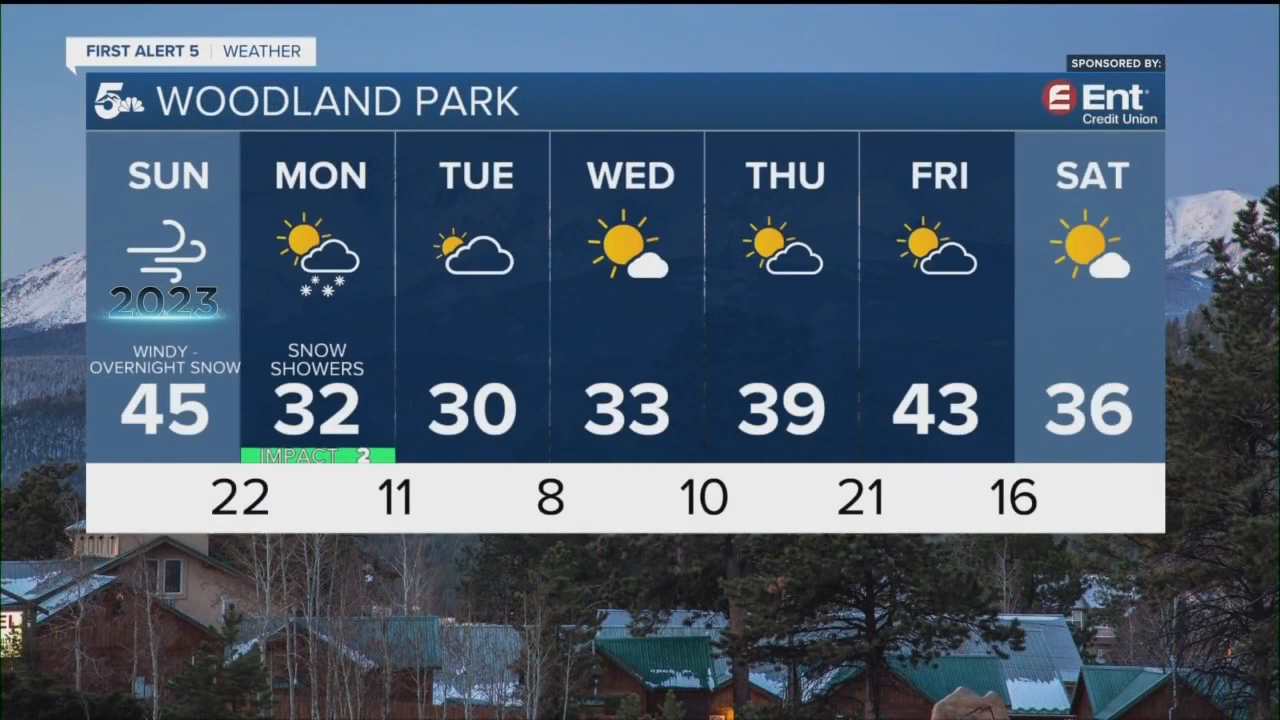 FIRST ALERT 5 | WEATHER
SPONSORED BY:
5 WOODLAND PARK
Ent
Credit Union
SUN MON TUE WED THU FRI SAT
2023
WINDY -
OVERNIGHT SNOW
SNOW
SHOWERS
45 32 30 33 39 43 36
IMPACT 2
22 11 8 10 21 16
EL